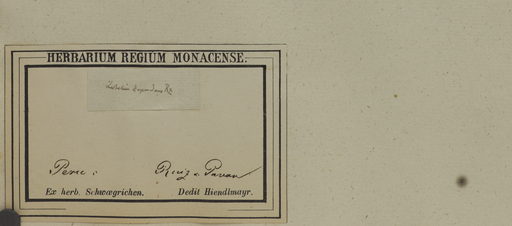 HERBARIUM REGIUM MONACENSE.
Peru:
Ruiz & Pavon
Ex herb. Schwægrichen.
Dedit Hiendlmayr.